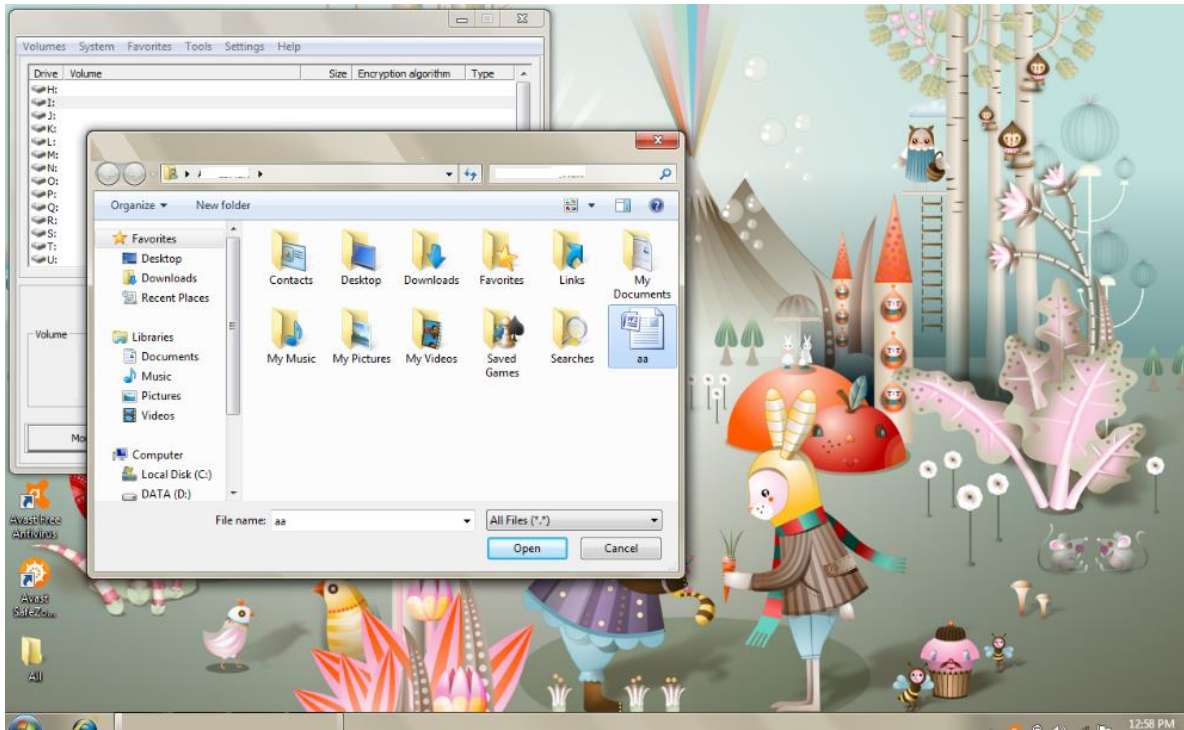 Volumes System Favorites Tools Settings Help
Drive Volume Size Encryption algorithm Type
H:
I:
J:
K:
L:
M:
N:
O:
P:
Q:
R:
S:
T:
U:
Volume
Organize New folder
Favorites
Desktop
Downloads
Recent Places
Libraries
Documents
Music
Pictures
Videos
Computer
Local Disk (C:)
DATA (D:)
Contacts Desktop Downloads Favorites Links My Documents
My Music My Pictures My Videos Saved Games Searches aa
File name: aa All Files (*.*)
Open Cancel
Avast Free
Antivirus
Avast
SafeZo...
All
12:58 PM